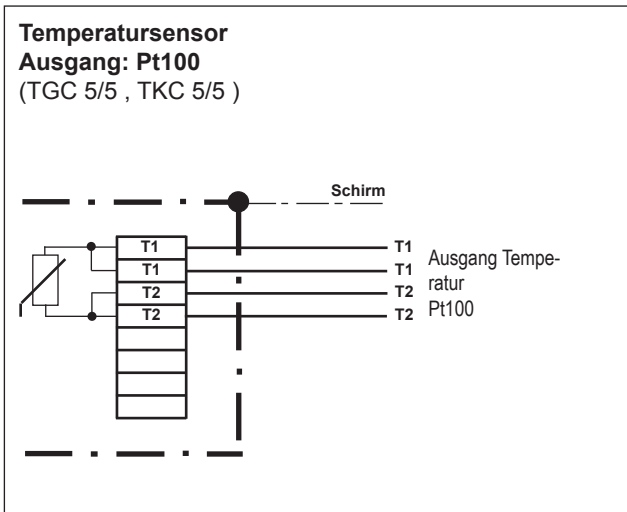 Temperatursensor
Ausgang: Pt100
(TGC 5/5 , TKC 5/5 )
Schirm
T1 T1
T1 T1
T2 T2
T2 T2
Ausgang Tempe-
ratur
Pt100